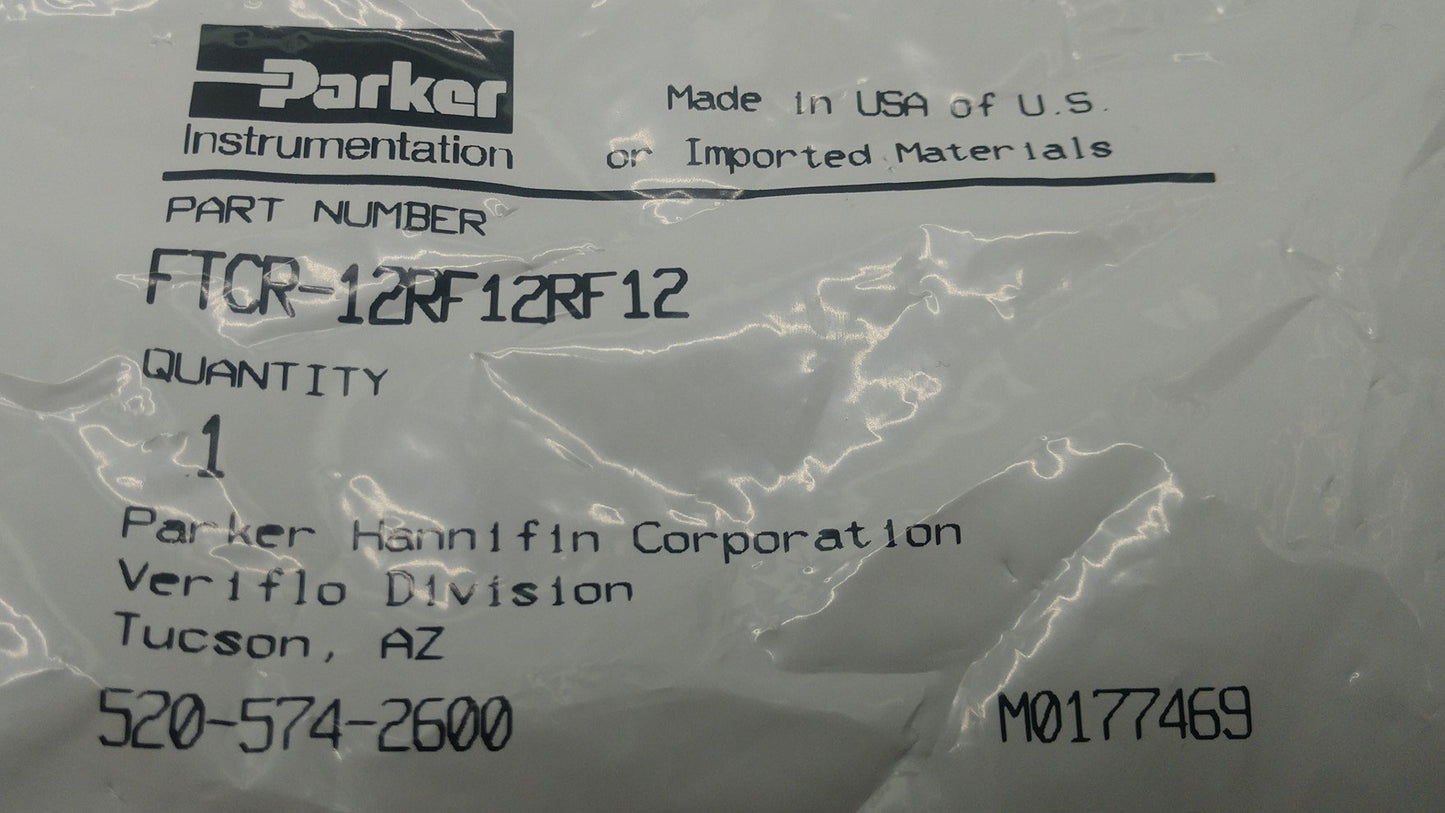 Parker
Instrumentation
Made in USA of U.S.
or Imported Materials
PART NUMBER
FTCR-12RF12RF12
QUANTITY
1
Parker Hannifin Corporation
Veriflo Division
Tucson, AZ
520-574-2600
M0177469